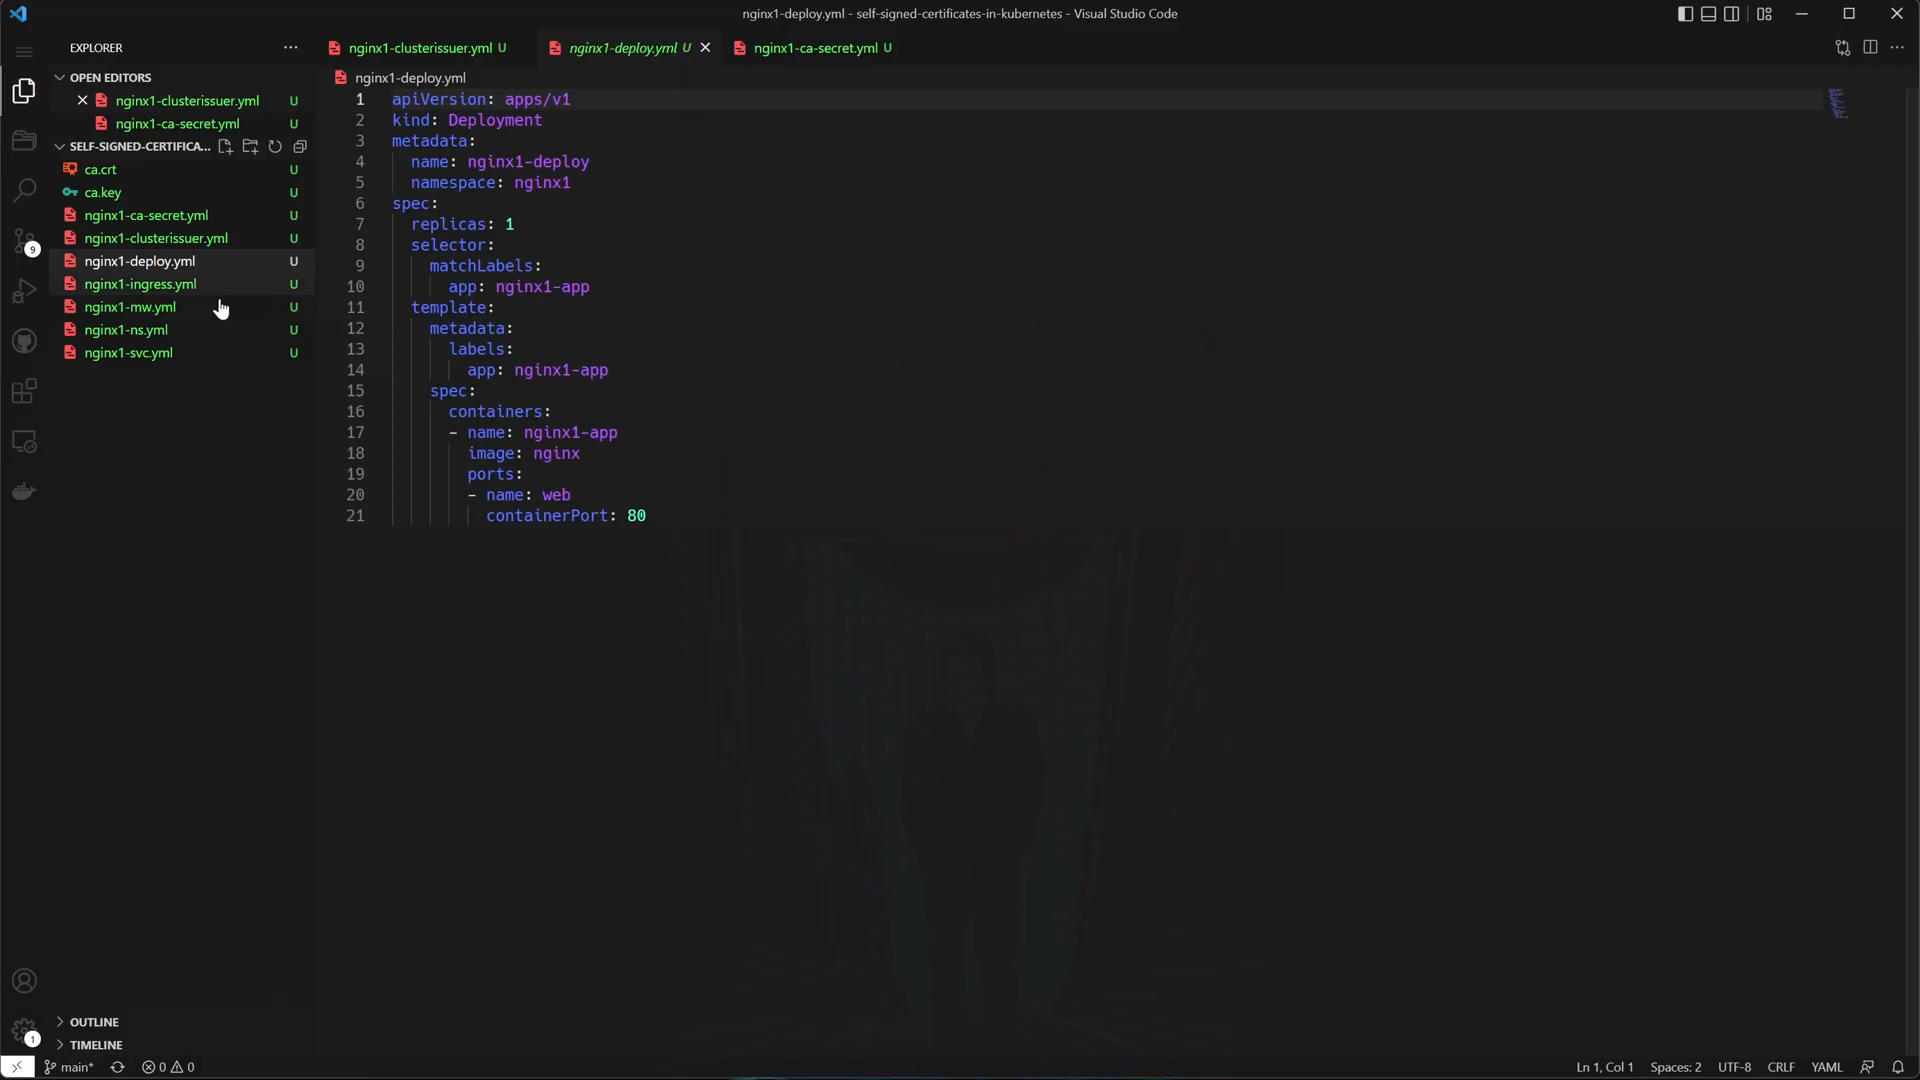 nginx1-deploy.yml - self-signed-certificates-in-kubernetes - Visual Studio Code
EXPLORER
nginx1-clusterissuer.yml U
nginx1-deploy.yml U
nginx1-ca-secret.yml U
OPEN EDITORS
nginx1-deploy.yml
nginx1-clusterissuer.yml U
nginx1-ca-secret.yml U
SELF-SIGNED-CERTIFICA...
ca.crt U
ca.key U
nginx1-ca-secret.yml U
nginx1-clusterissuer.yml U
nginx1-deploy.yml U
nginx1-ingress.yml U
nginx1-mw.yml U
nginx1-ns.yml U
nginx1-svc.yml U
9
1 apiVersion: apps/v1
2 kind: Deployment
3 metadata:
4 name: nginx1-deploy
5 namespace: nginx1
6 spec:
7 replicas: 1
8 selector:
9 matchLabels:
10 app: nginx1-app
11 template:
12 metadata:
13 labels:
14 app: nginx1-app
15 spec:
16 containers:
17 - name: nginx1-app
18 image: nginx
19 ports:
20 - name: web
21 containerPort: 80
OUTLINE
1
TIMELINE
main* 0 0
Ln 1, Col 1 Spaces: 2 UTF-8 CRLF YAML